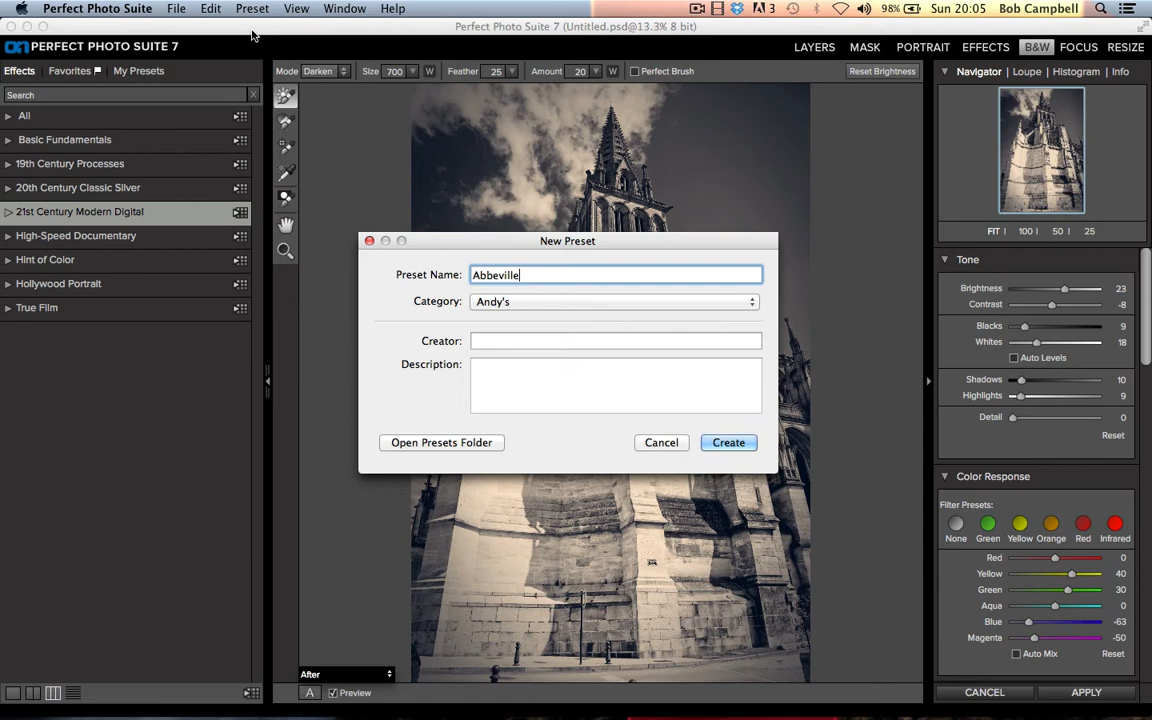 Perfect Photo Suite File Edit Preset View Window Help 3 98% Sun 20:05 Bob Campbell
Perfect Photo Suite 7 (Untitled.psd@13.3% 8 bit)
on PERFECT PHOTO SUITE 7 LAYERS MASK PORTRAIT EFFECTS B&W FOCUS RESIZE
Effects Favorites My Presets
Mode Darken Size 700 W Feather 25 Amount 20 W Perfect Brush Reset Brightness
Navigator Loupe Histogram Info
Search X
All
Basic Fundamentals
19th Century Processes
20th Century Classic Silver
21st Century Modern Digital
High-Speed Documentary
Hint of Color
Hollywood Portrait
True Film
New Preset
Preset Name: Abbeville
Category: Andy's
Creator:
Description:
Open Presets Folder Cancel Create
FIT 100 50 25
Tone
Brightness 23
Contrast -8
Blacks 9
Whites 18
Auto Levels
Shadows 10
Highlights 9
Detail 0
Reset
Color Response
Filter Presets:
None Green Yellow Orange Red Infrared
Red 0
Yellow 40
Green 30
Aqua 0
Blue -63
Magenta -50
Auto Mix Reset
After
A Preview
CANCEL APPLY